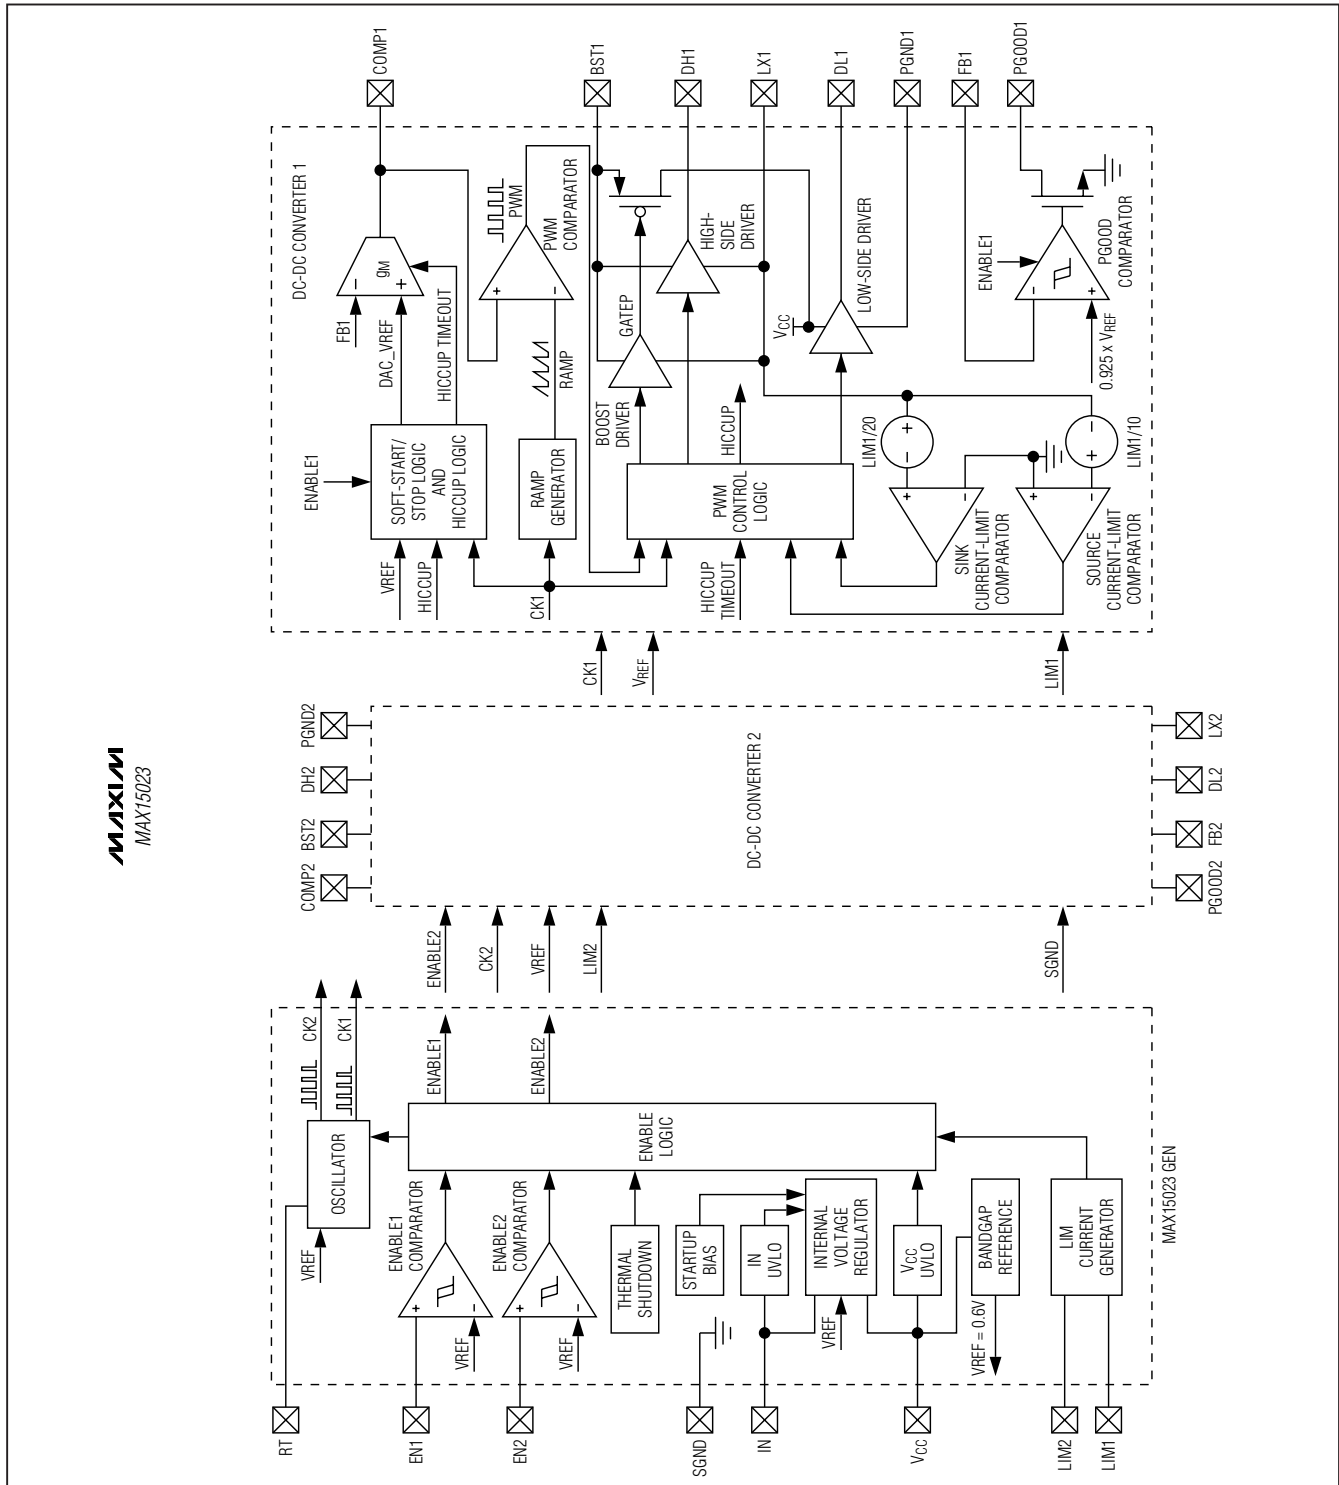 MAXIM
MAX15023
RT
EN1
EN2
SGND
IN
VCC
LIM2
LIM1
MAX15023 GEN
VREF
OSCILLATOR
CK2
CK1
ENABLE1
COMPARATOR
VREF
ENABLE2
COMPARATOR
VREF
THERMAL
SHUTDOWN
STARTUP
BIAS
IN
UVLO
INTERNAL
VOLTAGE
REGULATOR
VREF
VCC
UVLO
BANDGAP
REFERENCE
VREF = 0.6V
LIM
CURRENT
GENERATOR
ENABLE
LOGIC
ENABLE1
ENABLE2
ENABLE2
CK2
VREF
LIM2
SGND
COMP2
BST2
DH2
PGND2
DC-DC CONVERTER 2
PGOOD2
FB2
DL2
LX2
CK1
VREF
LIM1
DC-DC CONVERTER 1
COMP1
BST1
DH1
LX1
DL1
PGND1
FB1
PGOOD1
ENABLE1
VREF
HICCUP
SOFT-START/
STOP LOGIC
AND
HICCUP LOGIC
FB1
DAC_VREF
HICCUP TIMEOUT
- +
gM
CK1
RAMP
GENERATOR
RAMP
+ -
PWM
PWM
COMPARATOR
HICCUP
TIMEOUT
PWM
CONTROL
LOGIC
BOOST
DRIVER
GATEP
HICCUP
HIGH-
SIDE
DRIVER
VCC
LOW-SIDE DRIVER
LIM1/20
- +
+ -
SINK
CURRENT-LIMIT
COMPARATOR
LIM1/10
+ -
+ -
SOURCE
CURRENT-LIMIT
COMPARATOR
ENABLE1
- +
0.925 x VREF
PGOOD
COMPARATOR